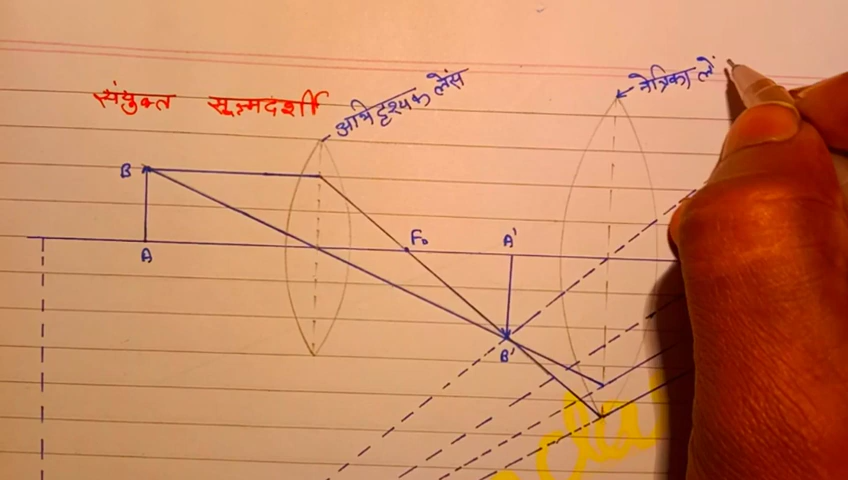 संयुक्त सूक्ष्मदर्शी
अभिदृश्यक लेंस
नेत्रिका लें
B
A
F₀
A'
B'